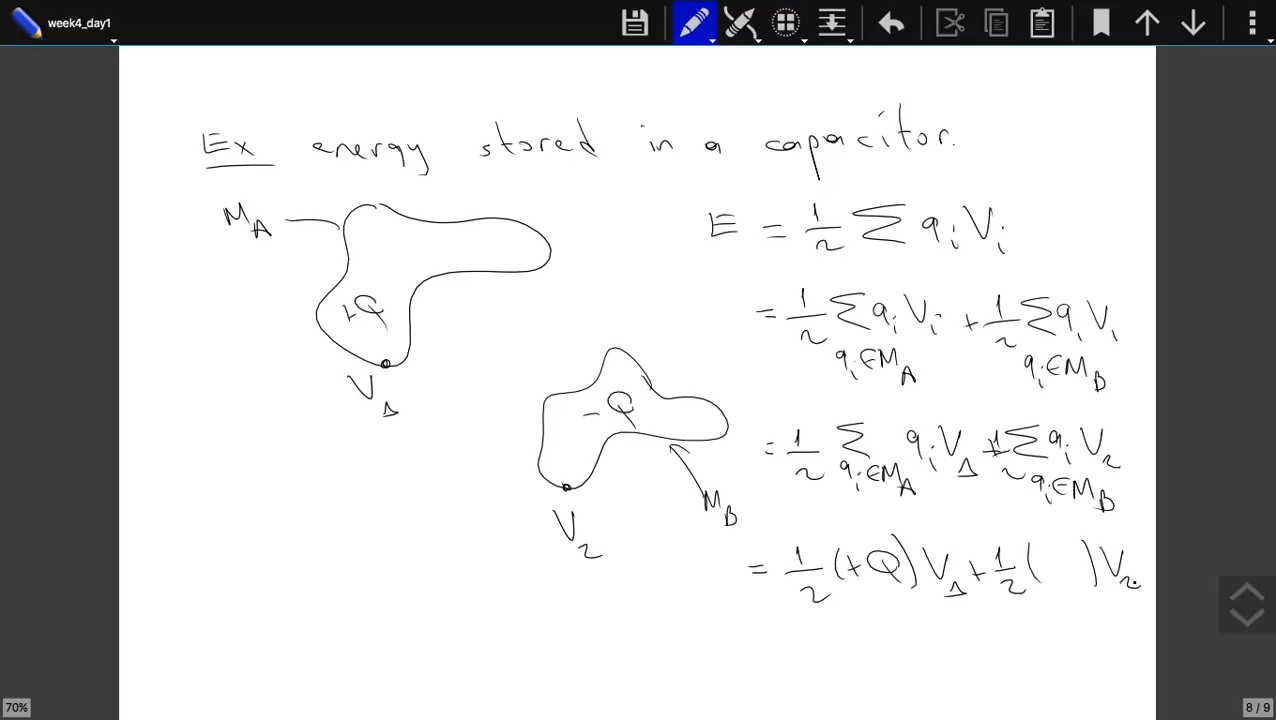 week4_day1
Ex energy stored in a capacitor.
M_A
+Q
V_1
- Q
M_B
V_2
E = 1/2 Σ q_i V_i
= 1/2 Σ_{q_i ∈ M_A} q_i V_i + 1/2 Σ_{q_i ∈ M_B} q_i V_i
= 1/2 Σ_{q_i ∈ M_A} q_i V_1 + 1/2 Σ_{q_i ∈ M_B} q_i V_2
= 1/2 (+Q) V_1 + 1/2 ( ) V_2
70%
8 / 9